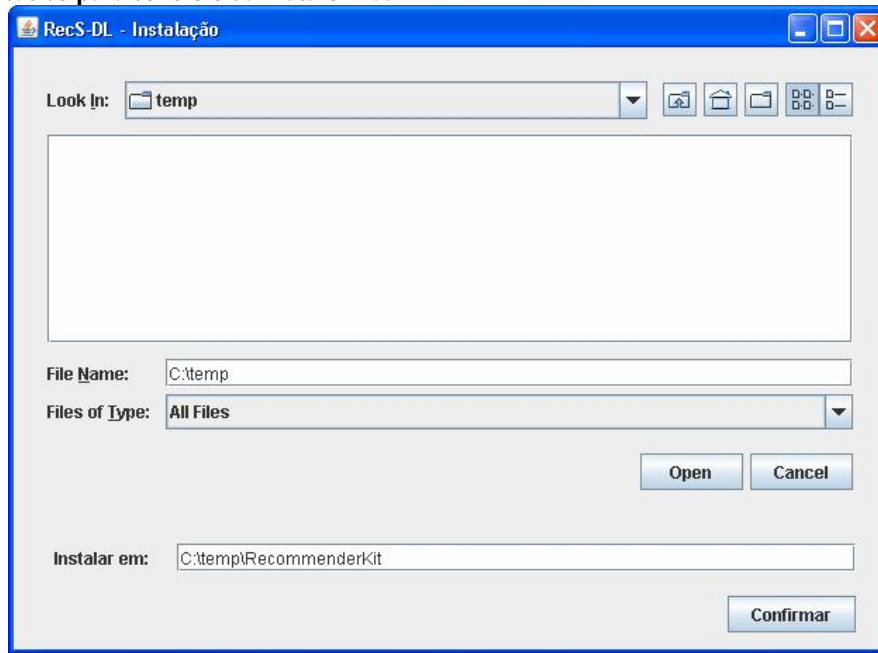 RecS-DL - Instalação
Look In: temp
File Name: C:\temp
Files of Type: All Files
Open Cancel
Instalar em: C:\temp\RecommenderKit
Confirmar